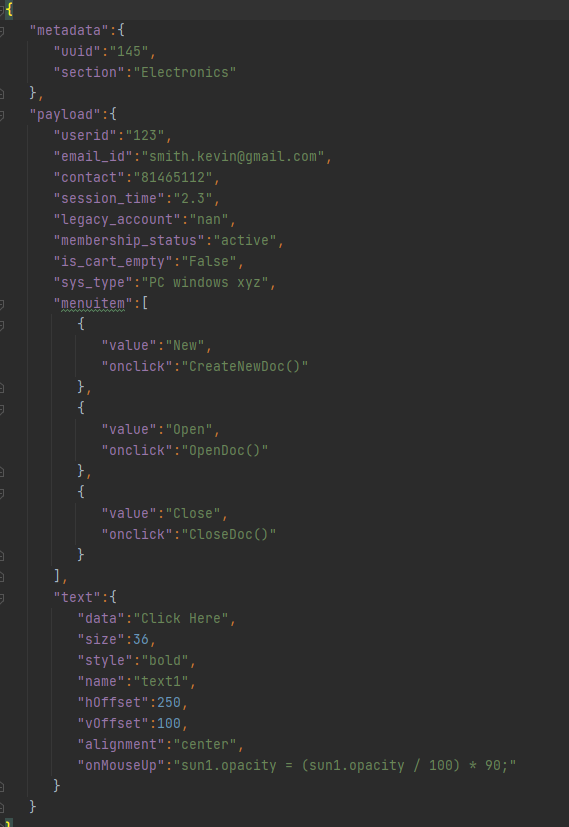 {
"metadata":{
"uuid":"145",
"section":"Electronics"
},
"payload":{
"userid":"123",
"email_id":"smith.kevin@gmail.com",
"contact":"81465112",
"session_time":"2.3",
"legacy_account":"nan",
"membership_status":"active",
"is_cart_empty":"False",
"sys_type":"PC windows xyz",
"menuitem":[
{
"value":"New",
"onclick":"CreateNewDoc()"
},
{
"value":"Open",
"onclick":"OpenDoc()"
},
{
"value":"Close",
"onclick":"CloseDoc()"
}
],
"text":{
"data":"Click Here",
"size":36,
"style":"bold",
"name":"text1",
"hOffset":250,
"vOffset":100,
"alignment":"center",
"onMouseUp":"sun1.opacity = (sun1.opacity / 100) * 90;"
}
}
}